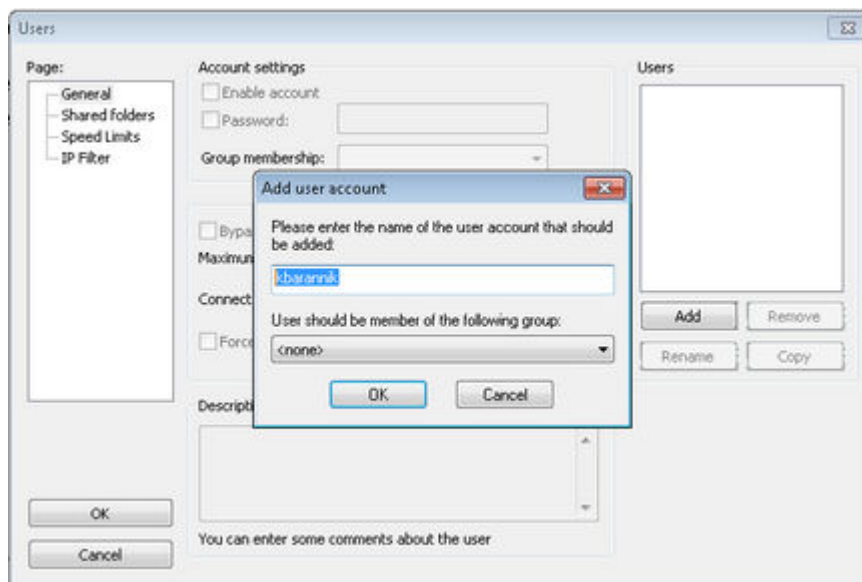 Users
Page:
General
Shared folders
Speed Limits
IP Filter
OK
Cancel
Account settings
Enable account
Password:
Group membership:
Maximum
Connect
Force
You can enter some comments about the user
Add user account
Please enter the name of the user account that should
be added:
kbarannik
User should be member of the following group:
<none>
OK
Cancel
Users
Add
Remove
Rename
Copy